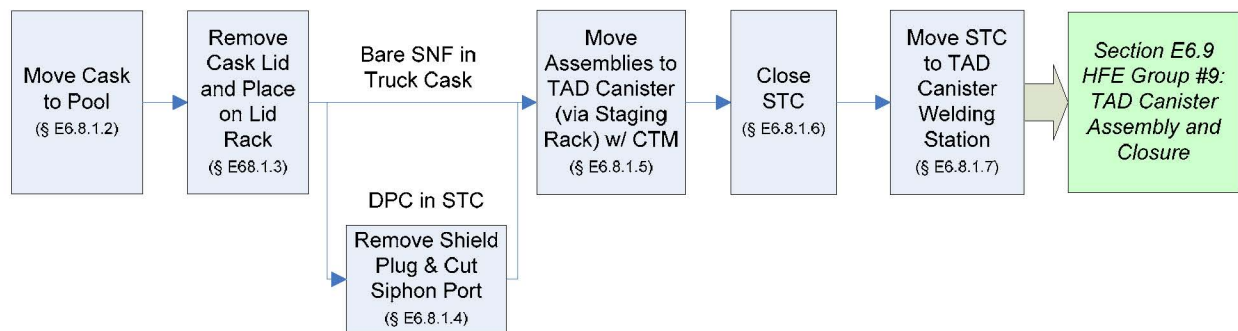 Move Cask
to Pool
(§ E6.8.1.2)
Remove
Cask Lid
and Place
on Lid
Rack
(§ E68.1.3)
Bare SNF in
Truck Cask
DPC in STC
Remove Shield
Plug & Cut
Siphon Port
(§ E6.8.1.4)
Move
Assemblies to
TAD Canister
(via Staging
Rack) w/ CTM
(§ E6.8.1.5)
Close
STC
(§ E6.8.1.6)
Move STC
to TAD
Canister
Welding
Station
(§ E6.8.1.7)
Section E6.9
HFE Group #9:
TAD Canister
Assembly and
Closure